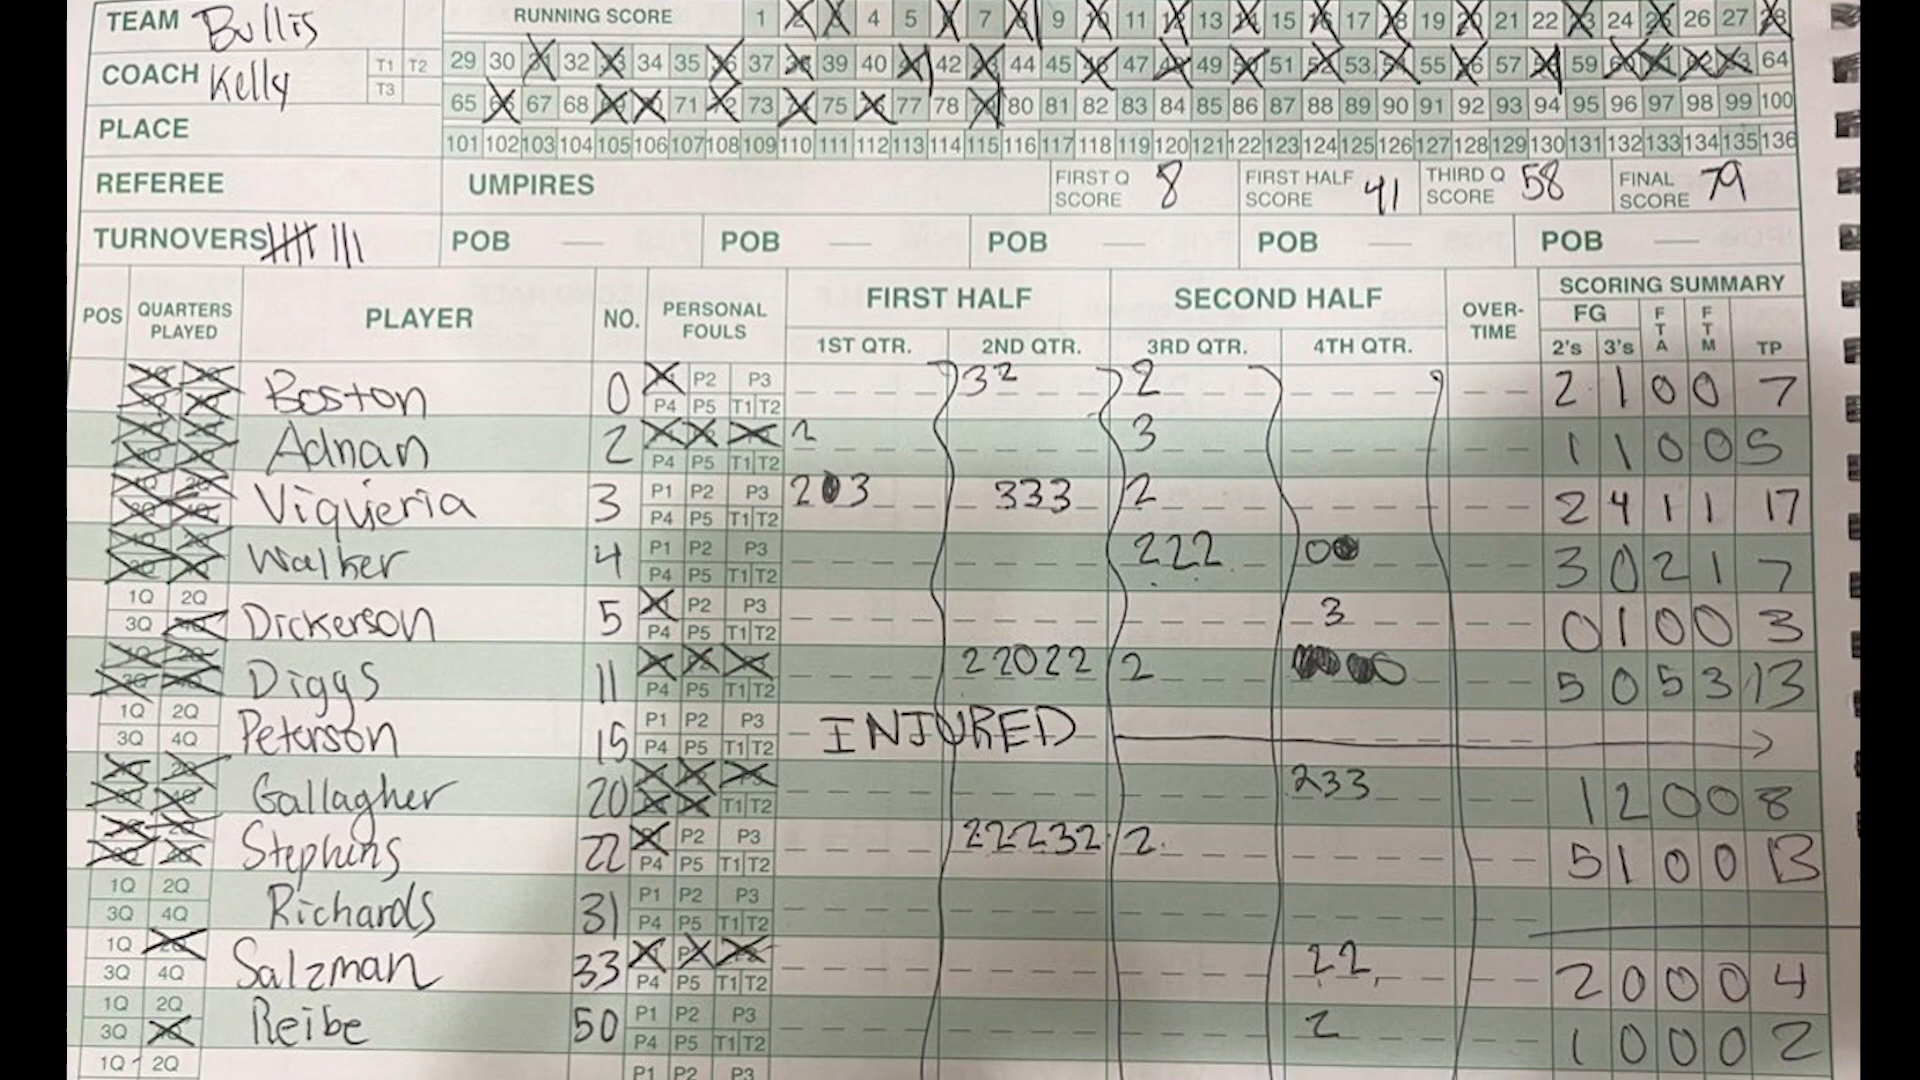 TEAM Bullis RUNNING SCORE 1 2 3 4 5 6 7 8 9 10 11 12 13 14 15 16 17 18 19 20 21 22 23 24 25 26 27 28
COACH Kelly T1 T2 T3 29 30 31 32 33 34 35 36 37 38 39 40 41 42 43 44 45 46 47 48 49 50 51 52 53 54 55 56 57 58 59 60 61 62 63 64
65 66 67 68 69 70 71 72 73 74 75 76 77 78 79 80 81 82 83 84 85 86 87 88 89 90 91 92 93 94 95 96 97 98 99 100
PLACE
101 102 103 104 105 106 107 108 109 110 111 112 113 114 115 116 117 118 119 120 121 122 123 124 125 126 127 128 129 130 131 132 133 134 135 136
REFEREE UMPIRES FIRST Q SCORE 8 FIRST HALF SCORE 41 THIRD Q SCORE 58 FINAL SCORE 79
TURNOVERS POB — POB — POB — POB — POB —
POS QUARTERS PLAYED PLAYER NO. PERSONAL FOULS FIRST HALF SECOND HALF OVER-TIME SCORING SUMMARY
1ST QTR. 2ND QTR. 3RD QTR. 4TH QTR. FG 2's 3's FTA FTM TP
Boston 0 P1 P2 P3 P4 P5 T1 T2 32 2 2 1 0 0 7
Adnan 2 P1 P2 P3 P4 P5 T1 T2 2 3 1 1 0 0 5
Viqueria 3 P1 P2 P3 P4 P5 T1 T2 203 333 2 2 4 1 1 17
Walker 4 P1 P2 P3 P4 P5 T1 T2 222 00 3 0 2 1 7
1Q 2Q 3Q 4Q Dickerson 5 P1 P2 P3 P4 P5 T1 T2 3 0 1 0 0 3
Diggs 11 P1 P2 P3 P4 P5 T1 T2 22022 2 0000 5 0 5 3 13
1Q 2Q 3Q 4Q Peterson 15 P1 P2 P3 P4 P5 T1 T2 INJURED
Gallagher 20 P1 P2 P3 P4 P5 T1 T2 233 1 2 0 0 8
Stephens 22 P1 P2 P3 P4 P5 T1 T2 22232 2 5 1 0 0 13
1Q 2Q 3Q 4Q Richards 31 P1 P2 P3 P4 P5 T1 T2
1Q 2Q 3Q 4Q Salzman 33 P1 P2 P3 P4 P5 T1 T2 22 2 0 0 0 4
1Q 2Q 3Q 4Q Reibe 50 P1 P2 P3 P4 P5 T1 T2 2 1 0 0 0 2
1Q 2Q P1 P2 P3